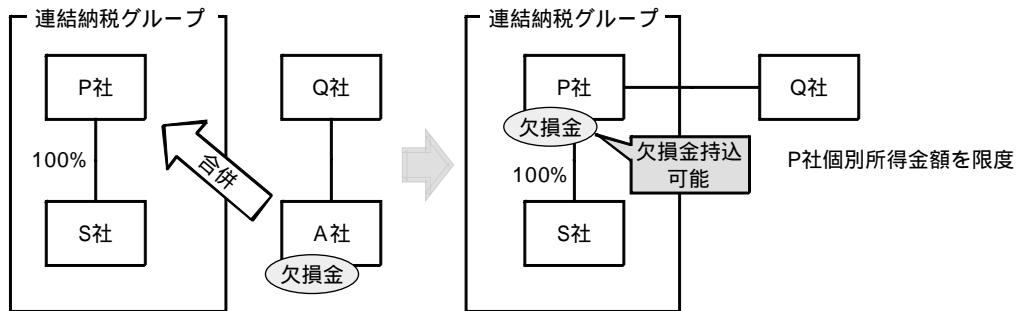 連結納税グループ
P社
Q社
100%
合併
S社
A社
欠損金
連結納税グループ
P社
Q社
欠損金
欠損金持込
可能
P社個別所得金額を限度
100%
S社